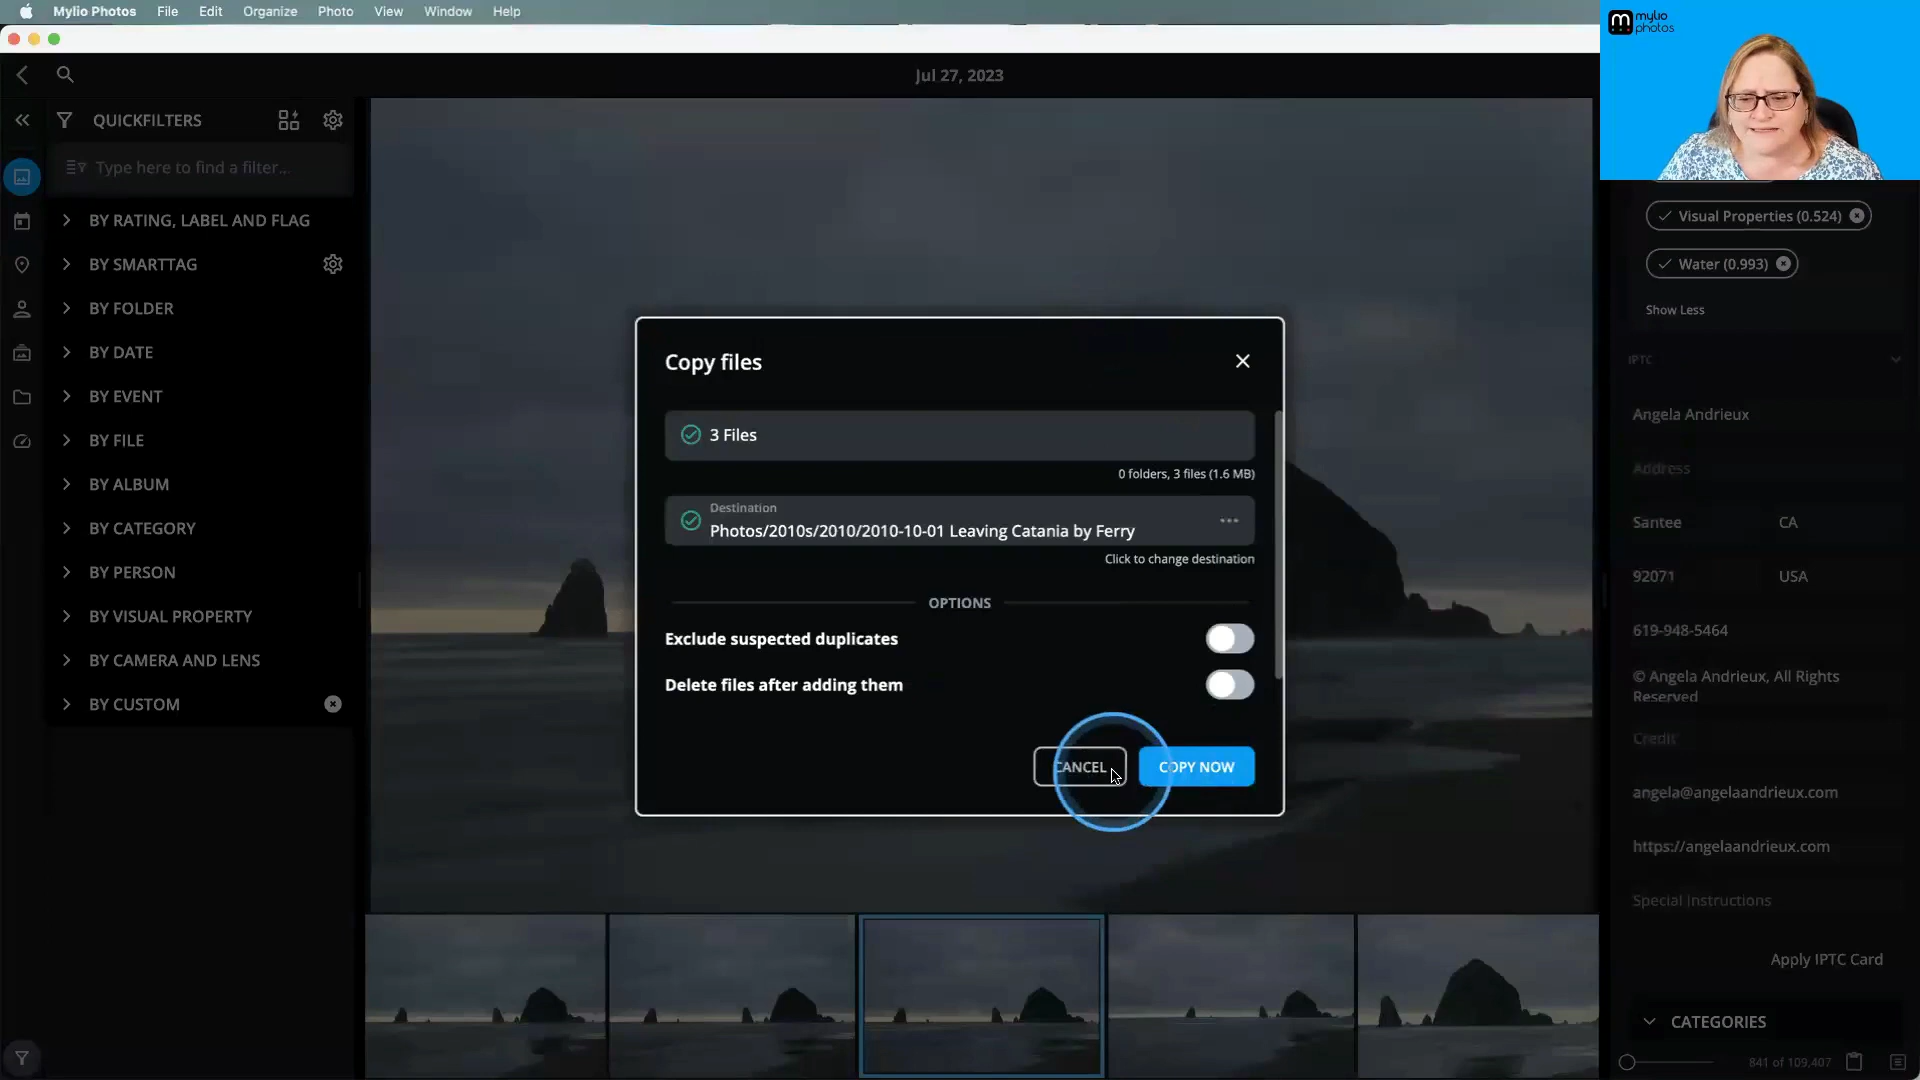 Mylio Photos File Edit Organize Photo View Window Help
mylio
photos
Jul 27, 2023
QUICKFILTERS
Type here to find a filter...
BY RATING, LABEL AND FLAG
BY SMARTTAG
BY FOLDER
BY DATE
BY EVENT
BY FILE
BY ALBUM
BY CATEGORY
BY PERSON
BY VISUAL PROPERTY
BY CAMERA AND LENS
BY CUSTOM
Copy files
3 Files
0 folders, 3 files (1.6 MB)
Destination
Photos/2010s/2010/2010-10-01 Leaving Catania by Ferry
Click to change destination
OPTIONS
Exclude suspected duplicates
Delete files after adding them
CANCEL COPY NOW
Visual Properties (0.524)
Water (0.993)
Show Less
IPTC
Angela Andrieux
Address
Santee CA
92071 USA
619-948-5464
© Angela Andrieux, All Rights
Reserved
Credit
angela@angelaandrieux.com
https://angelaandrieux.com
Special Instructions
Apply IPTC Card
CATEGORIES
841 of 109,407